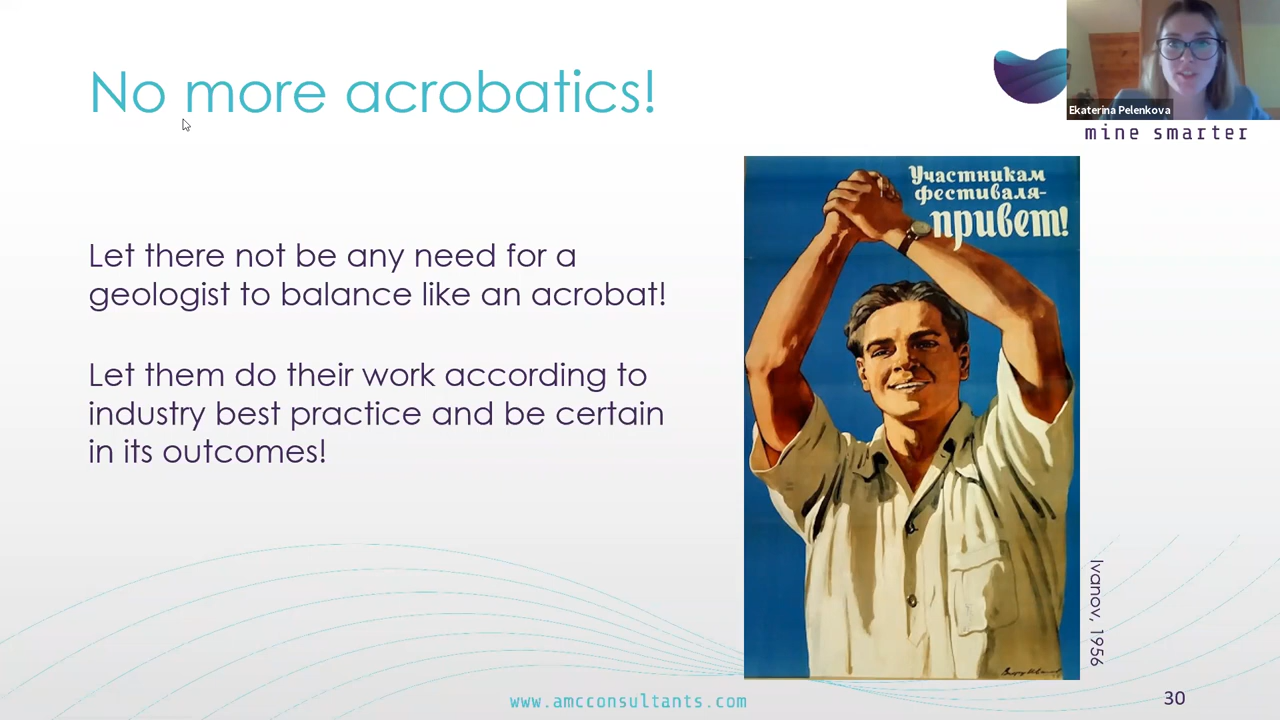 No more acrobatics!
Ekaterina Pelenkova
mine smarter
Let there not be any need for a
geologist to balance like an acrobat!
Let them do their work according to
industry best practice and be certain
in its outcomes!
Участникам
фестиваля-
привет!
Ivanov, 1956
www.amcconsultants.com
30